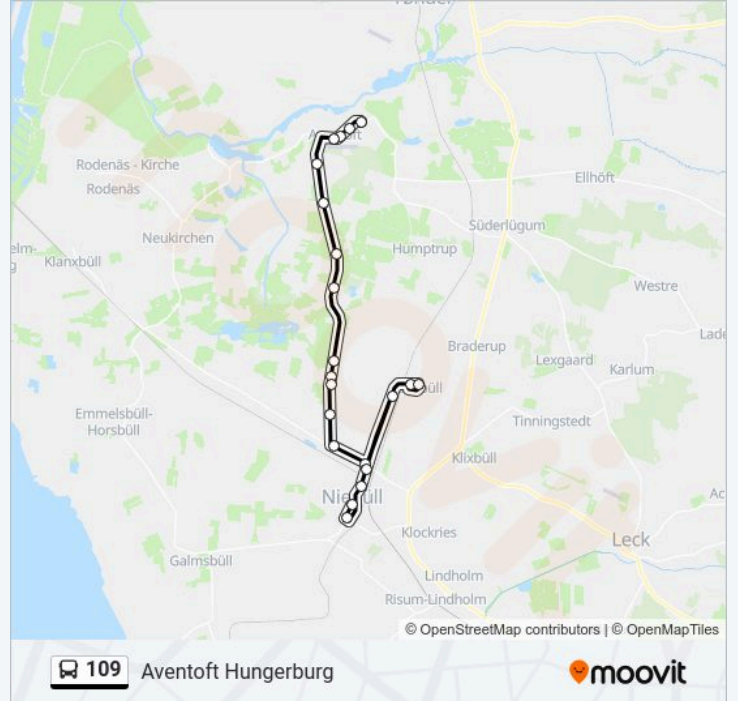 Rodenäs - Kirche
Rodenäs
Ellhöft
Süderlügum
Neukirchen
Humptrup
Klanxbüll
Westre
Braderup
Lexgaard
Karlum
Emmelsbüll-
Horsbüll
Tinningstedt
Klixbüll
Klockries
Leck
Galmsbüll
Lindholm
Risum-Lindholm
© OpenStreetMap contributors | © OpenMapTiles
109 Aventoft Hungerburg
moovit